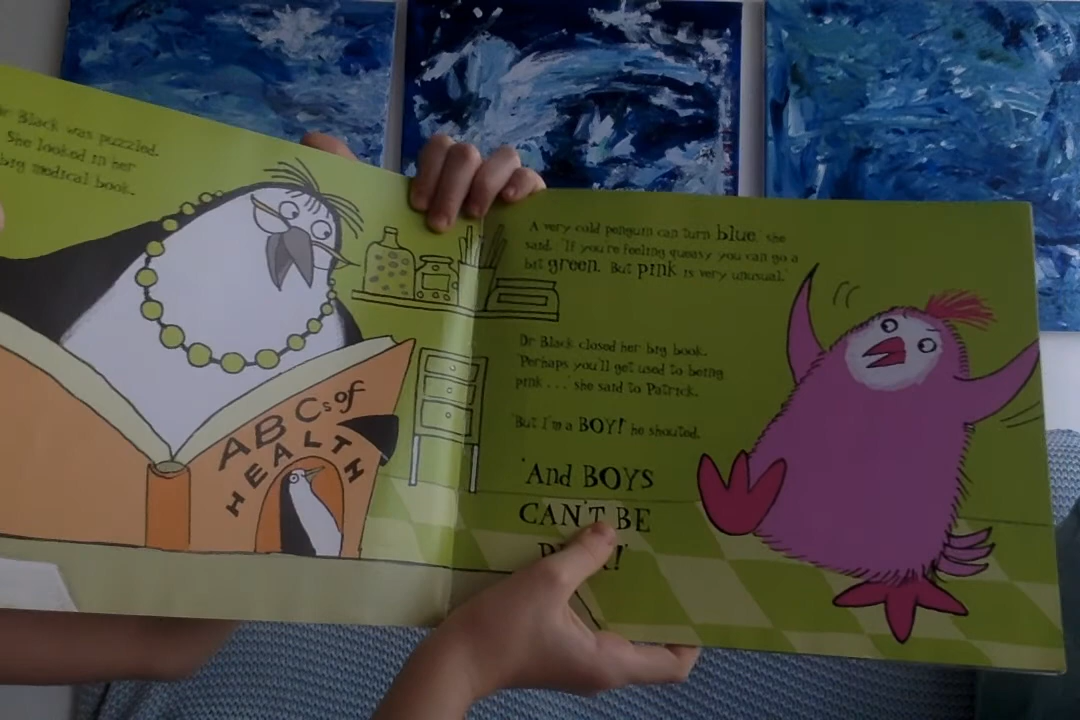 Dr Black was puzzled.
She looked in her
big medical book.
ABCs of
HEALTH
'A very cold penguin can turn blue,' she
said. 'If you're feeling queasy you can go a
bit green. But pink is very unusual.'
Dr Black closed her big book.
'Perhaps you'll get used to being
pink . . .' she said to Patrick.
'But I'm a BOY!' he shouted.
'And BOYS
CAN'T BE